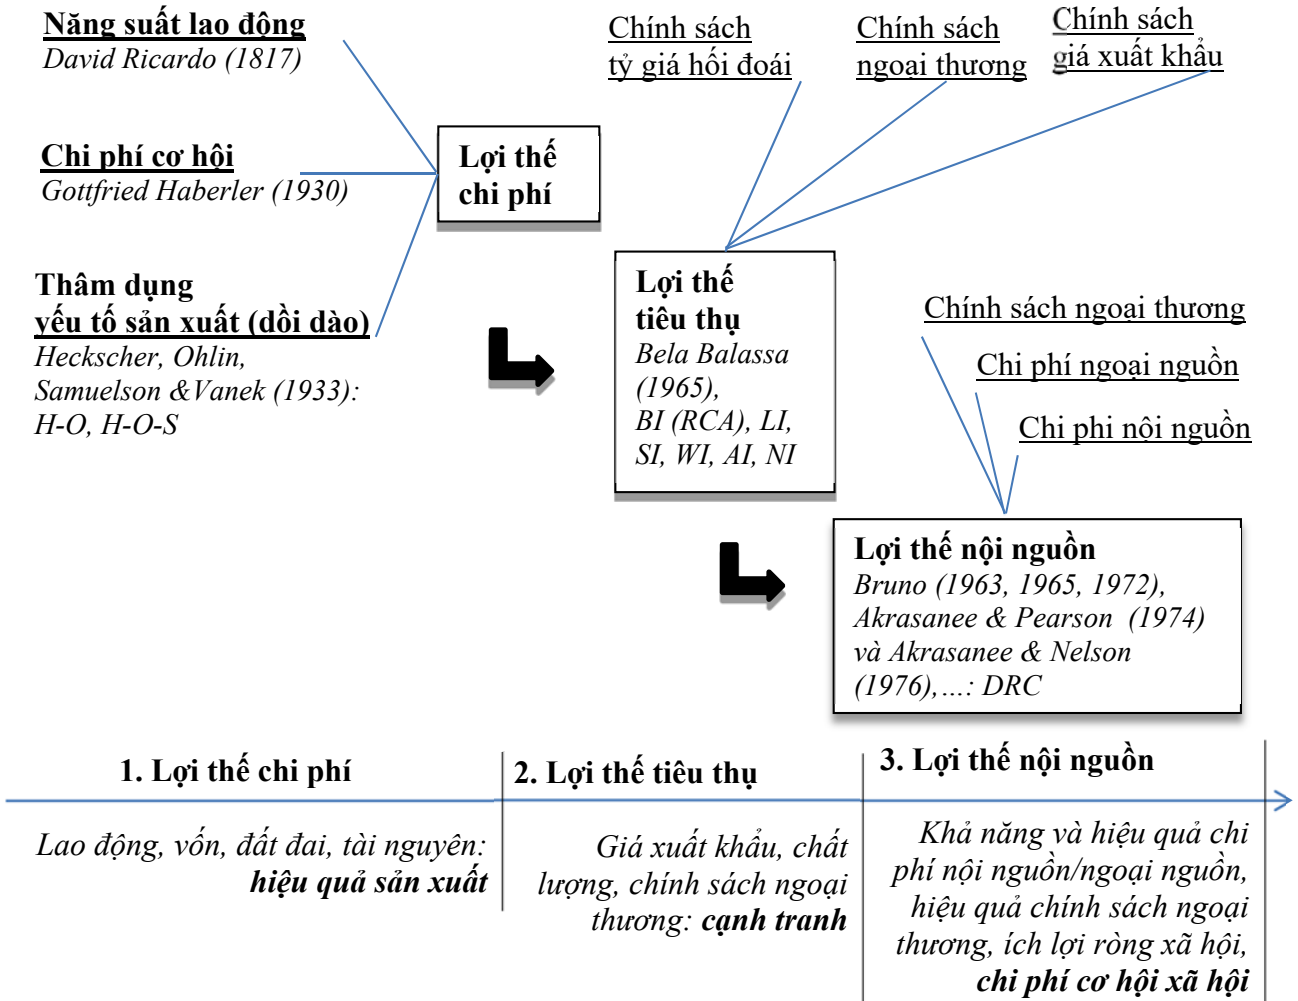 Năng suất lao động
David Ricardo (1817)
Chi phí cơ hội
Gottfried Haberler (1930)
Thâm dụng
yếu tố sản xuất (dồi dào)
Heckscher, Ohlin,
Samuelson &Vanek (1933):
H-O, H-O-S
Lợi thế
chi phí
Chính sách
tỷ giá hối đoái
Chính sách
ngoại thương
Chính sách
giá xuất khẩu
Lợi thế
tiêu thụ
Bela Balassa
(1965),
BI (RCA), LI,
SI, WI, AI, NI
Chính sách ngoại thương
Chi phí ngoại nguồn
Chi phi nội nguồn
Lợi thế nội nguồn
Bruno (1963, 1965, 1972),
Akrasanee & Pearson (1974)
và Akrasanee & Nelson
(1976),…: DRC
1. Lợi thế chi phí
Lao động, vốn, đất đai, tài nguyên:
hiệu quả sản xuất
2. Lợi thế tiêu thụ
Giá xuất khẩu, chất
lượng, chính sách ngoại
thương: cạnh tranh
3. Lợi thế nội nguồn
Khả năng và hiệu quả chi
phí nội nguồn/ngoại nguồn,
hiệu quả chính sách ngoại
thương, ích lợi ròng xã hội,
chi phí cơ hội xã hội